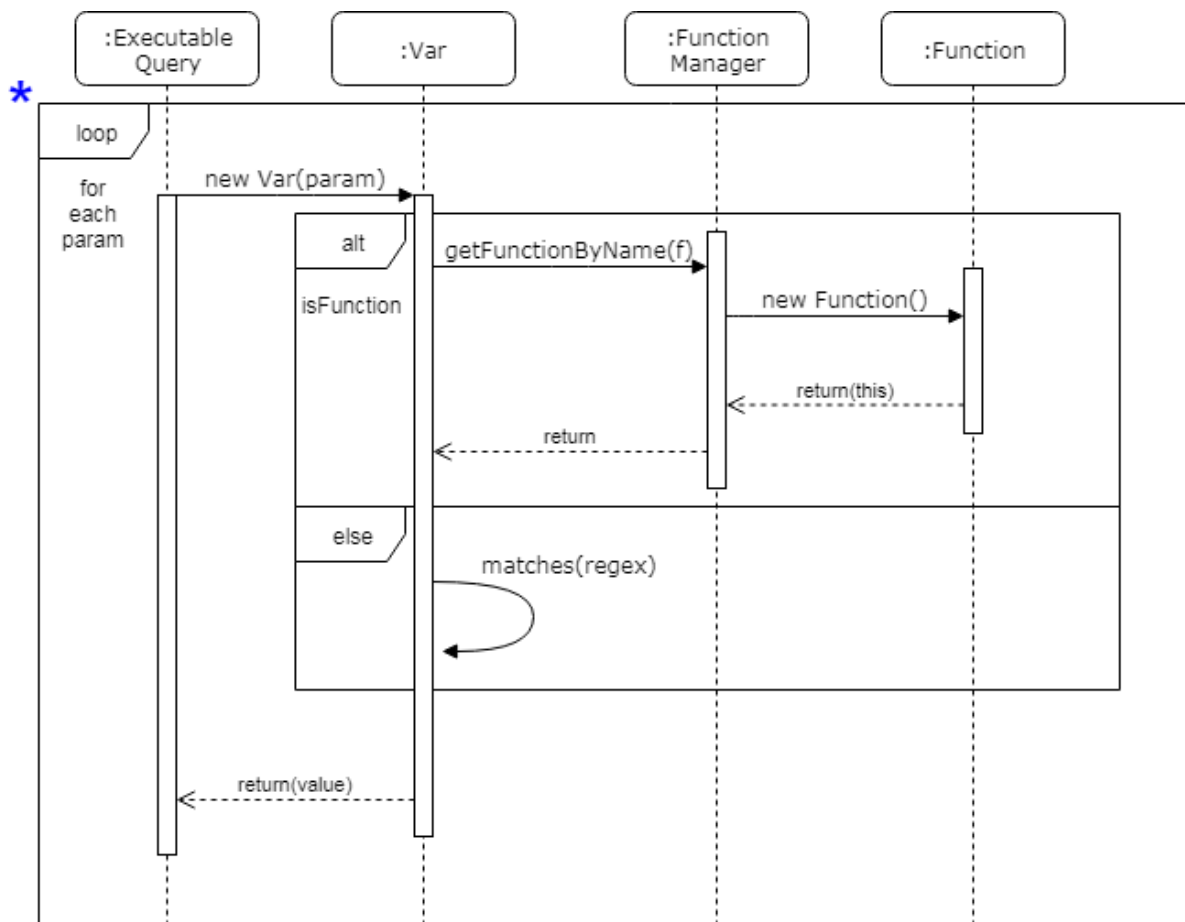 :Executable
Query
:Var
:Function
Manager
:Function
*
loop
for
each
param
new Var(param)
alt
getFunctionByName(f)
isFunction
new Function()
return(this)
return
else
matches(regex)
return(value)